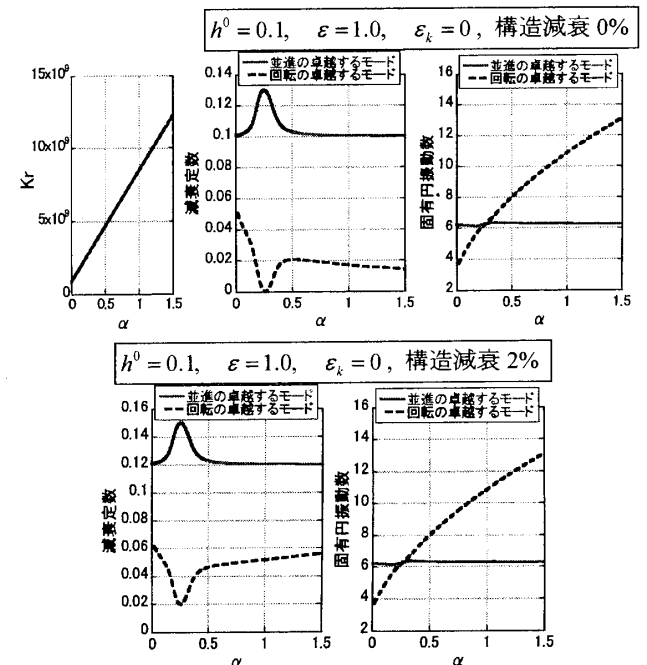 h⁰ = 0.1, ε = 1.0, εₖ = 0, 構造減衰 0%
15x10⁹
10x10⁹
5x10⁹
0
Kr
0 0.5 1 1.5
α
並進の卓越するモード
回転の卓越するモード
0.14
0.12
0.1
0.08
0.06
0.04
0.02
0
減衰定数
0 0.5 1 1.5
α
並進の卓越するモード
回転の卓越するモード
16
14
12
10
8
6
4
2
固有円振動数
0 0.5 1 1.5
α
h⁰ = 0.1, ε = 1.0, εₖ = 0, 構造減衰 2%
並進の卓越するモード
回転の卓越するモード
0.16
0.14
0.12
0.1
0.08
0.06
0.04
0.02
0
減衰定数
0 0.5 1 1.5
α
並進の卓越するモード
回転の卓越するモード
16
14
12
10
8
6
4
2
固有円振動数
0 0.5 1 1.5
α